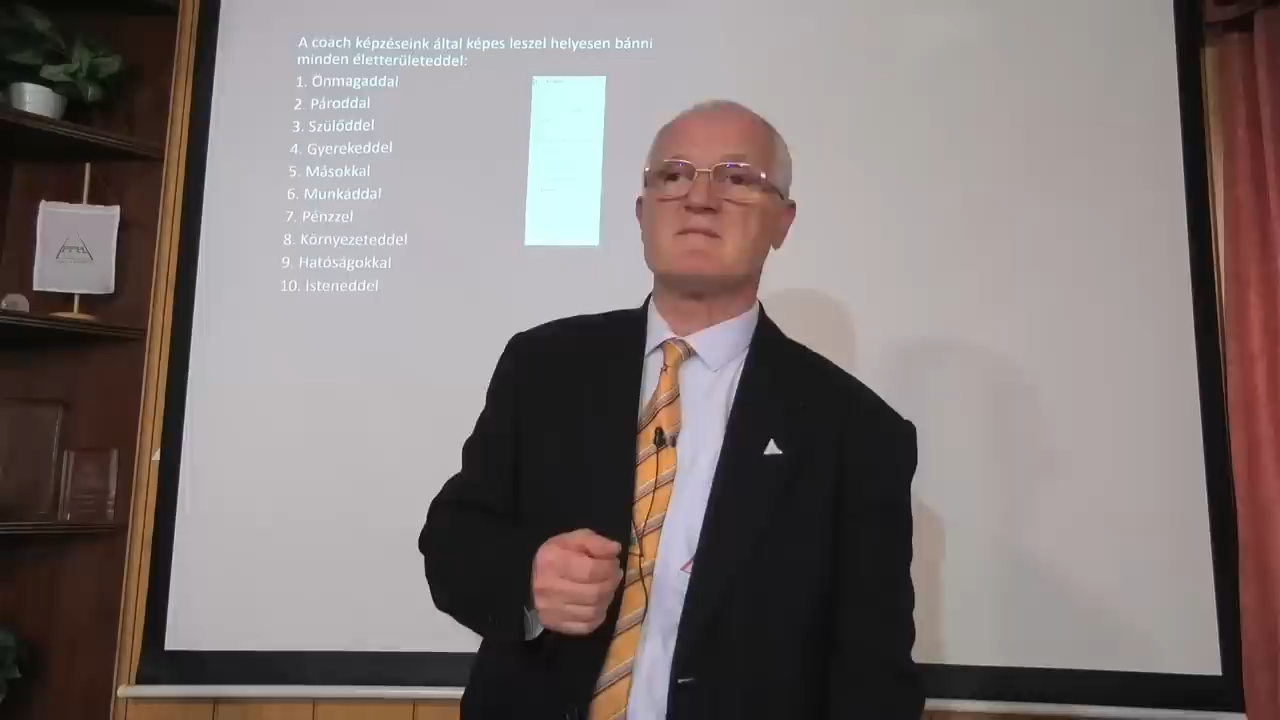 A coach képzéseink által képes leszel helyesen bánni
minden életterületeddel:
1. Önmagaddal
2. Pároddal
3. Szülőddel
4. Gyerekeddel
5. Másokkal
6. Munkáddal
7. Pénzzel
8. Környezeteddel
9. Hatóságokkal
10. Isteneddel